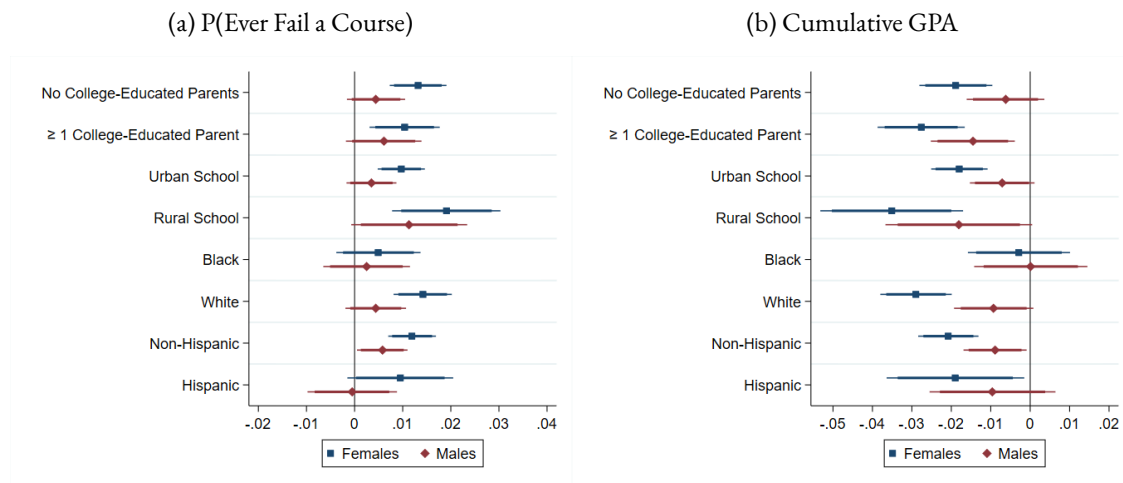 (a) P(Ever Fail a Course)
No College-Educated Parents
≥ 1 College-Educated Parent
Urban School
Rural School
Black
White
Non-Hispanic
Hispanic
-.02 -.01 0 .01 .02 .03 .04
Females Males
(b) Cumulative GPA
No College-Educated Parents
≥ 1 College-Educated Parent
Urban School
Rural School
Black
White
Non-Hispanic
Hispanic
-.05 -.04 -.03 -.02 -.01 0 .01 .02
Females Males